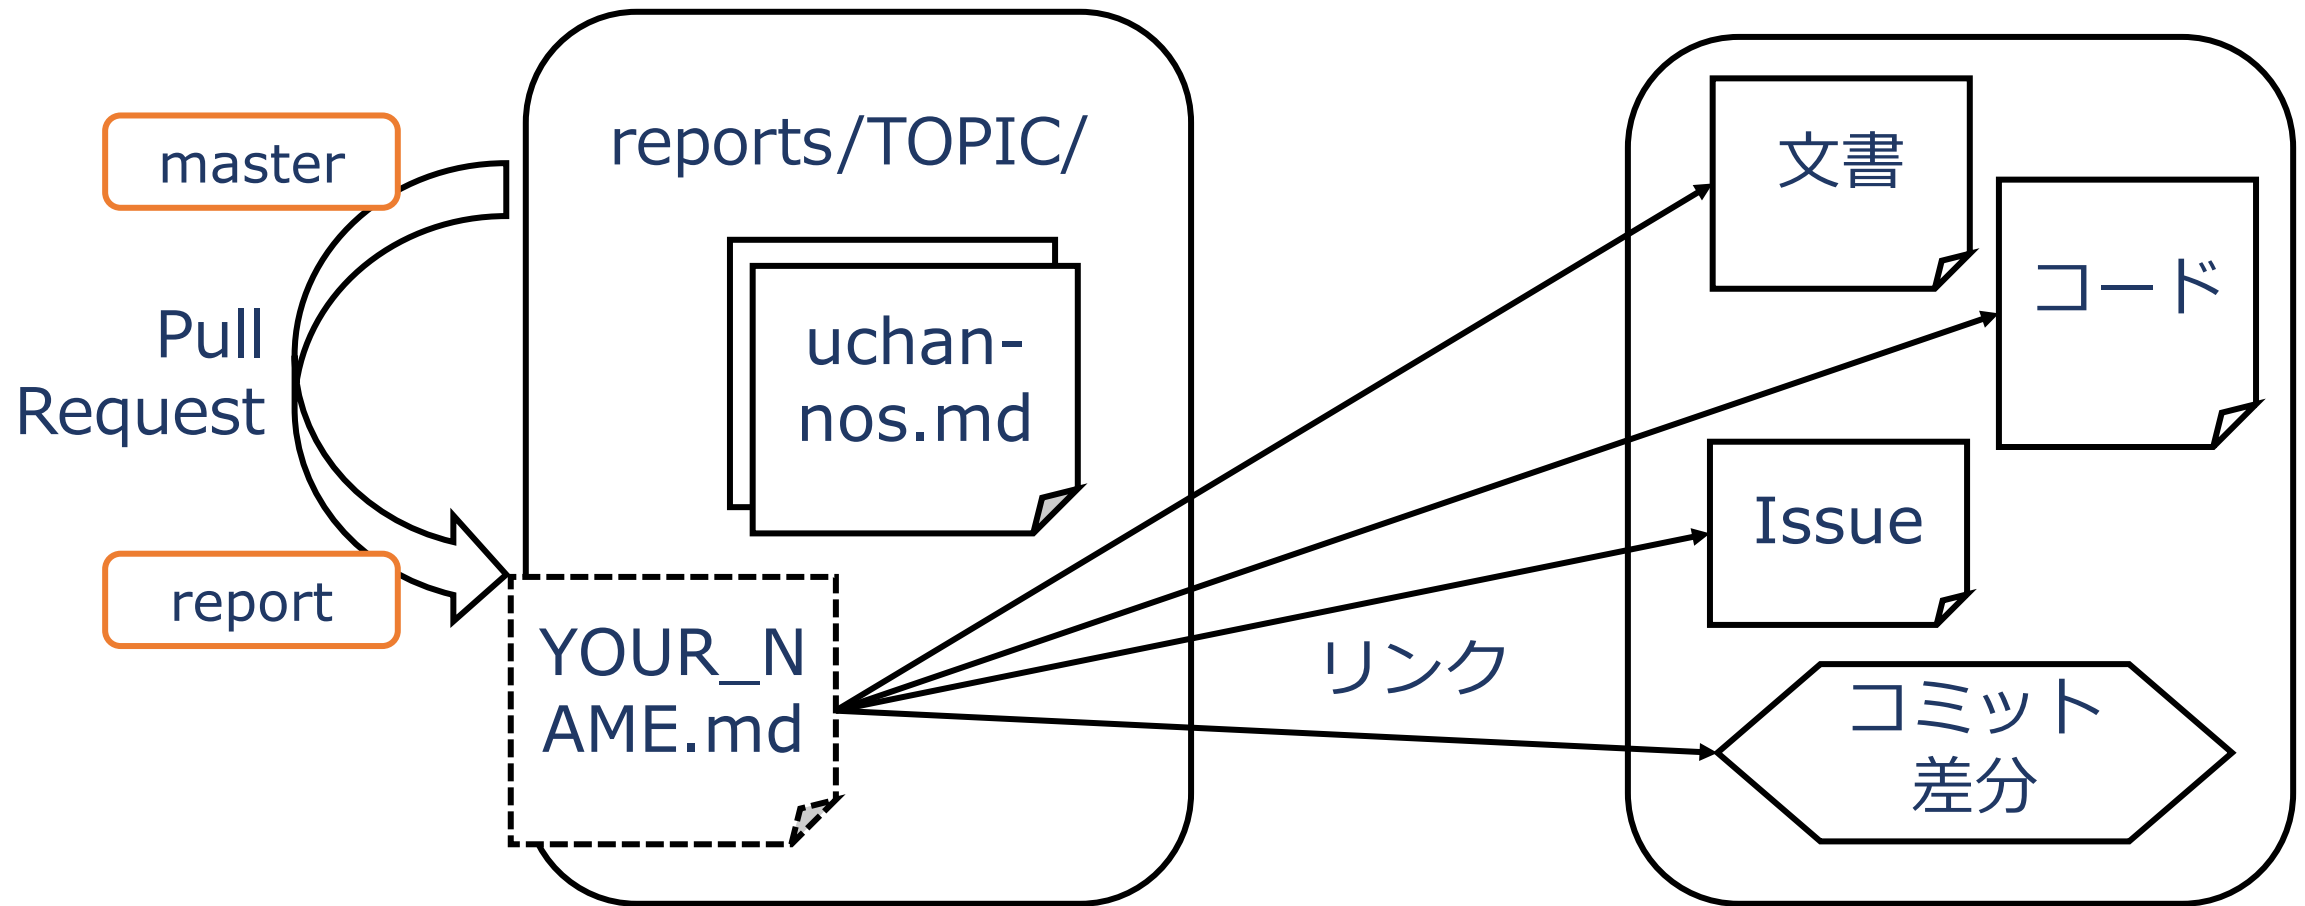 master
Pull
Request
report
reports/TOPIC/
uchan-
nos.md
YOUR_N
AME.md
リンク
文書
コード
Issue
コミット
差分